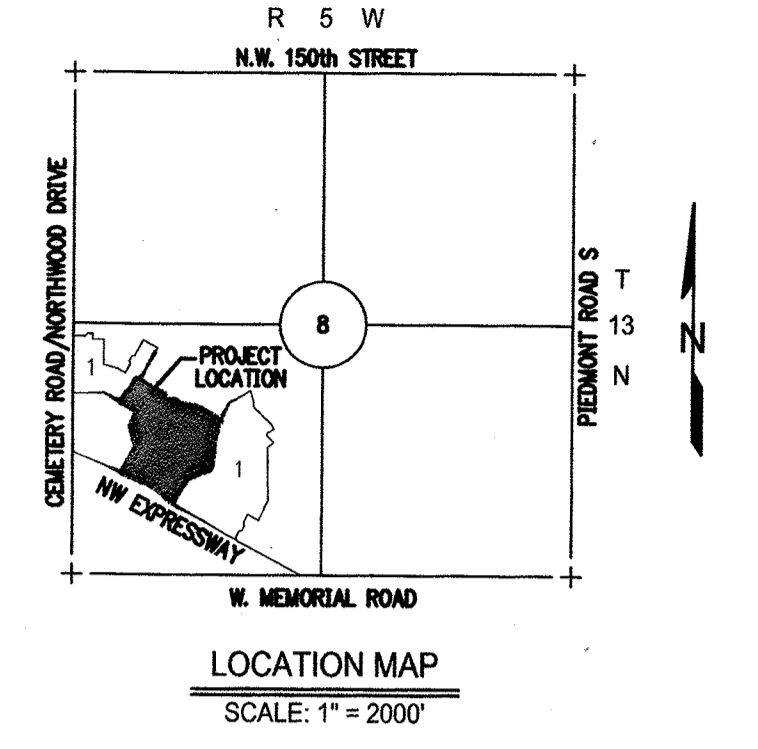 R 5 W
N.W. 150th STREET
CEMETERY ROAD/NORTHWOOD DRIVE
PIEDMONT ROAD S
T
13
N
N
8
1
PROJECT
LOCATION
1
NW EXPRESSWAY
W. MEMORIAL ROAD
LOCATION MAP
SCALE: 1" = 2000'